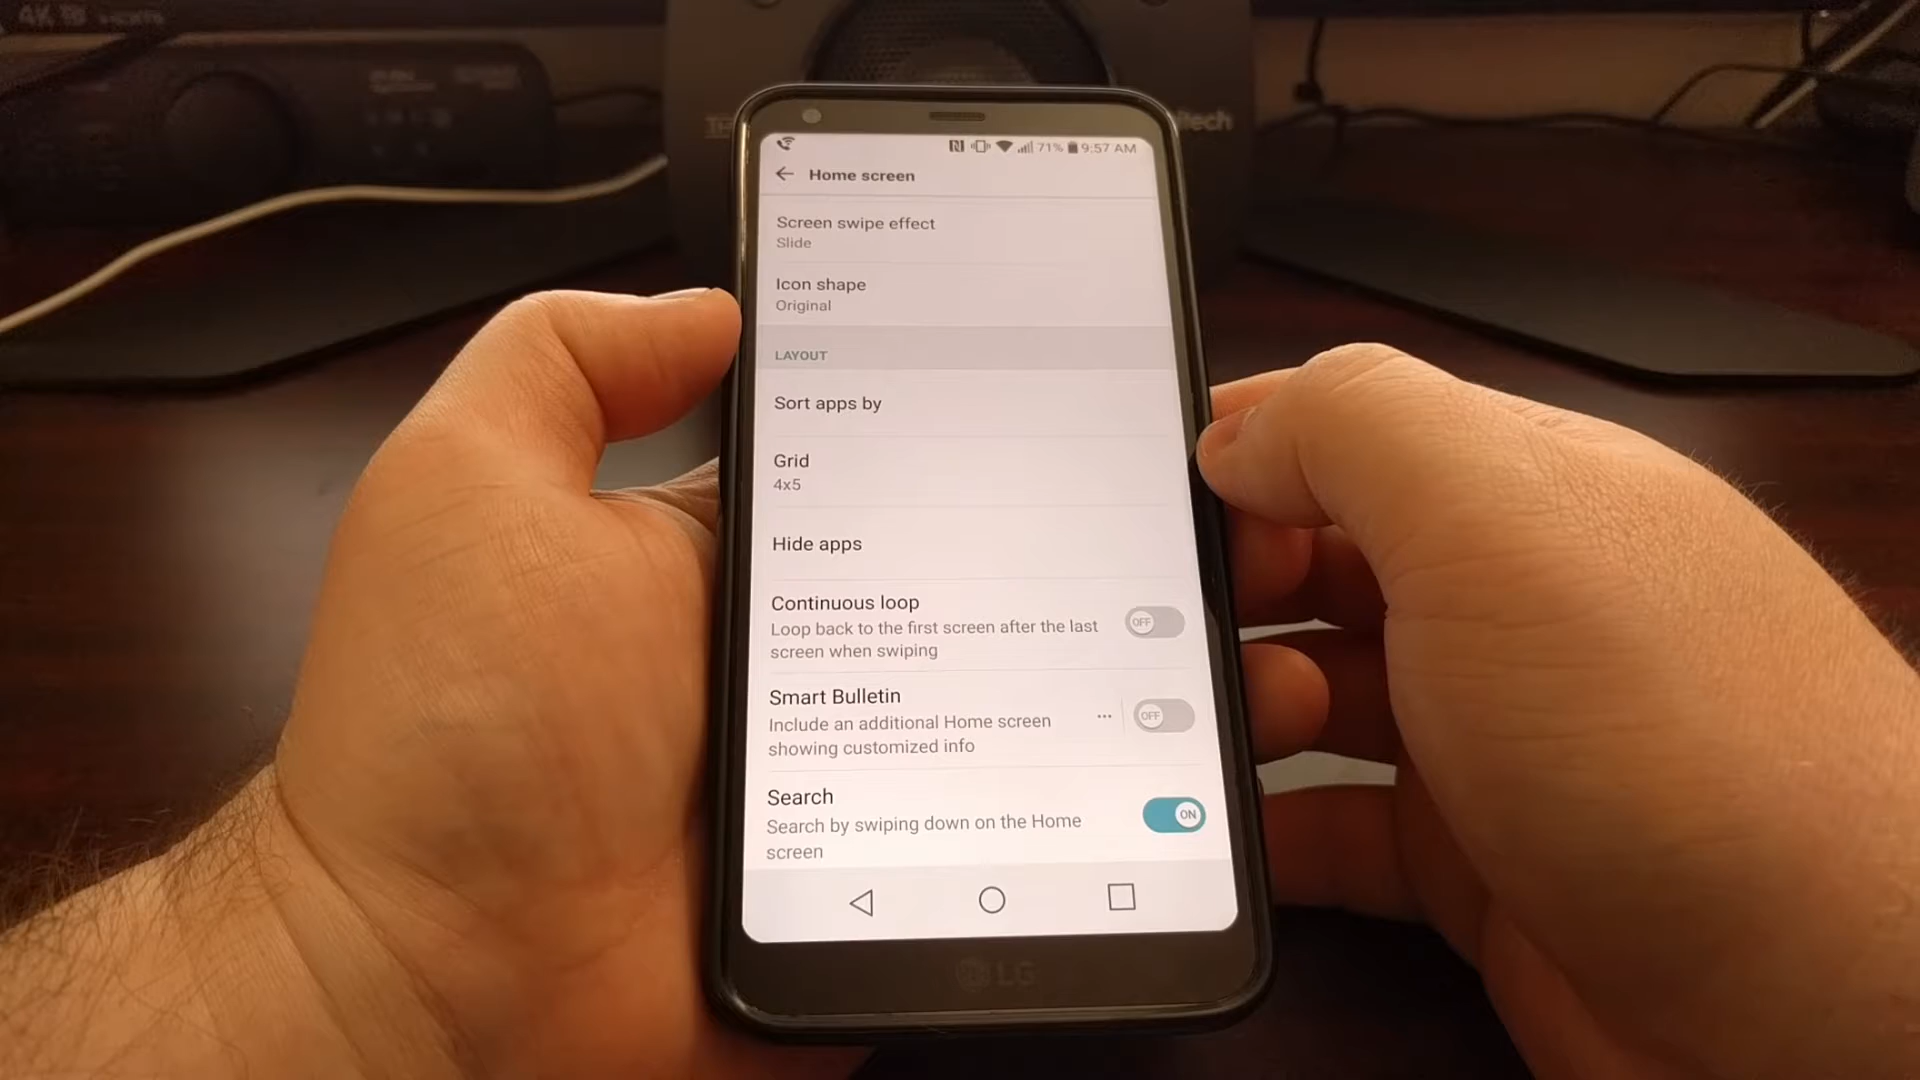 71% 9:57 AM
Home screen
Screen swipe effect
Slide
Icon shape
Original
LAYOUT
Sort apps by
Grid
4x5
Hide apps
Continuous loop
Loop back to the first screen after the last
screen when swiping
OFF
Smart Bulletin
Include an additional Home screen
showing customized info
...
OFF
Search
Search by swiping down on the Home
screen
ON
LG